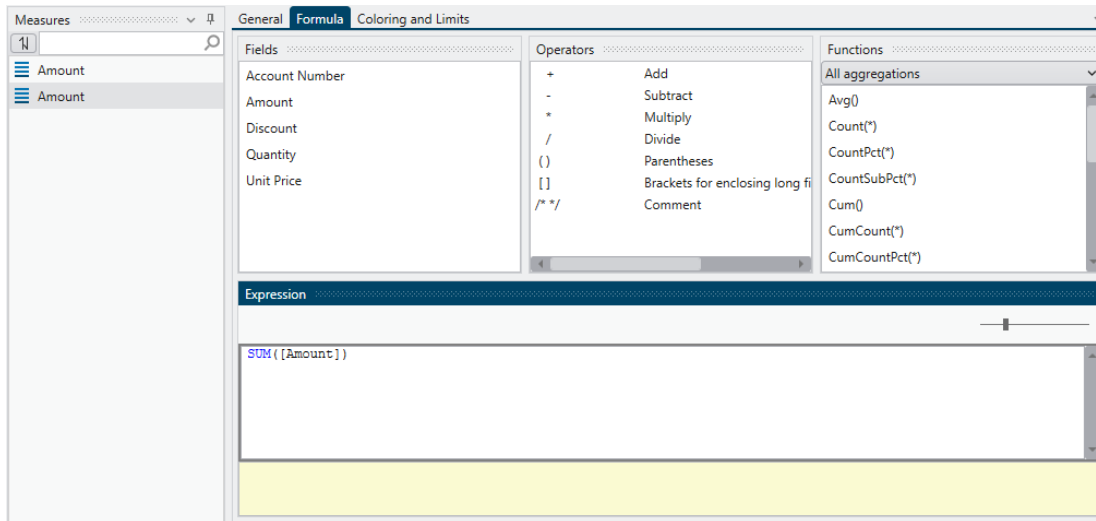 Measures
Amount
Amount
General Formula Coloring and Limits
Fields
Account Number
Amount
Discount
Quantity
Unit Price
Operators
+ Add
- Subtract
* Multiply
/ Divide
( ) Parentheses
[ ] Brackets for enclosing long fi
/* */ Comment
Functions
All aggregations
Avg()
Count(*)
CountPct(*)
CountSubPct(*)
Cum()
CumCount(*)
CumCountPct(*)
Expression
SUM([Amount])